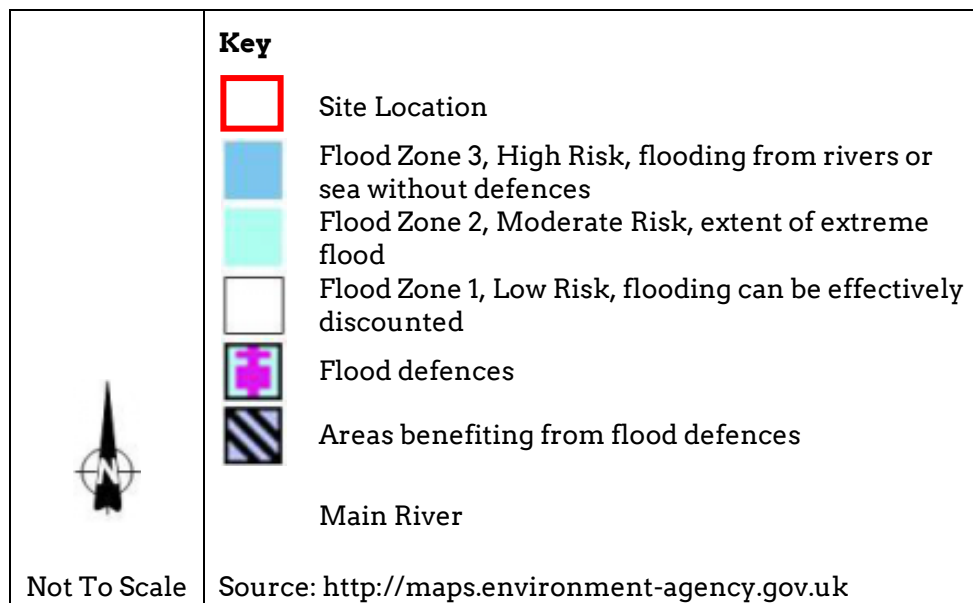 Key
Site Location
Flood Zone 3, High Risk, flooding from rivers or
sea without defences
Flood Zone 2, Moderate Risk, extent of extreme
flood
Flood Zone 1, Low Risk, flooding can be effectively
discounted
Flood defences
Areas benefiting from flood defences
N
Main River
Not To Scale
Source: http://maps.environment-agency.gov.uk